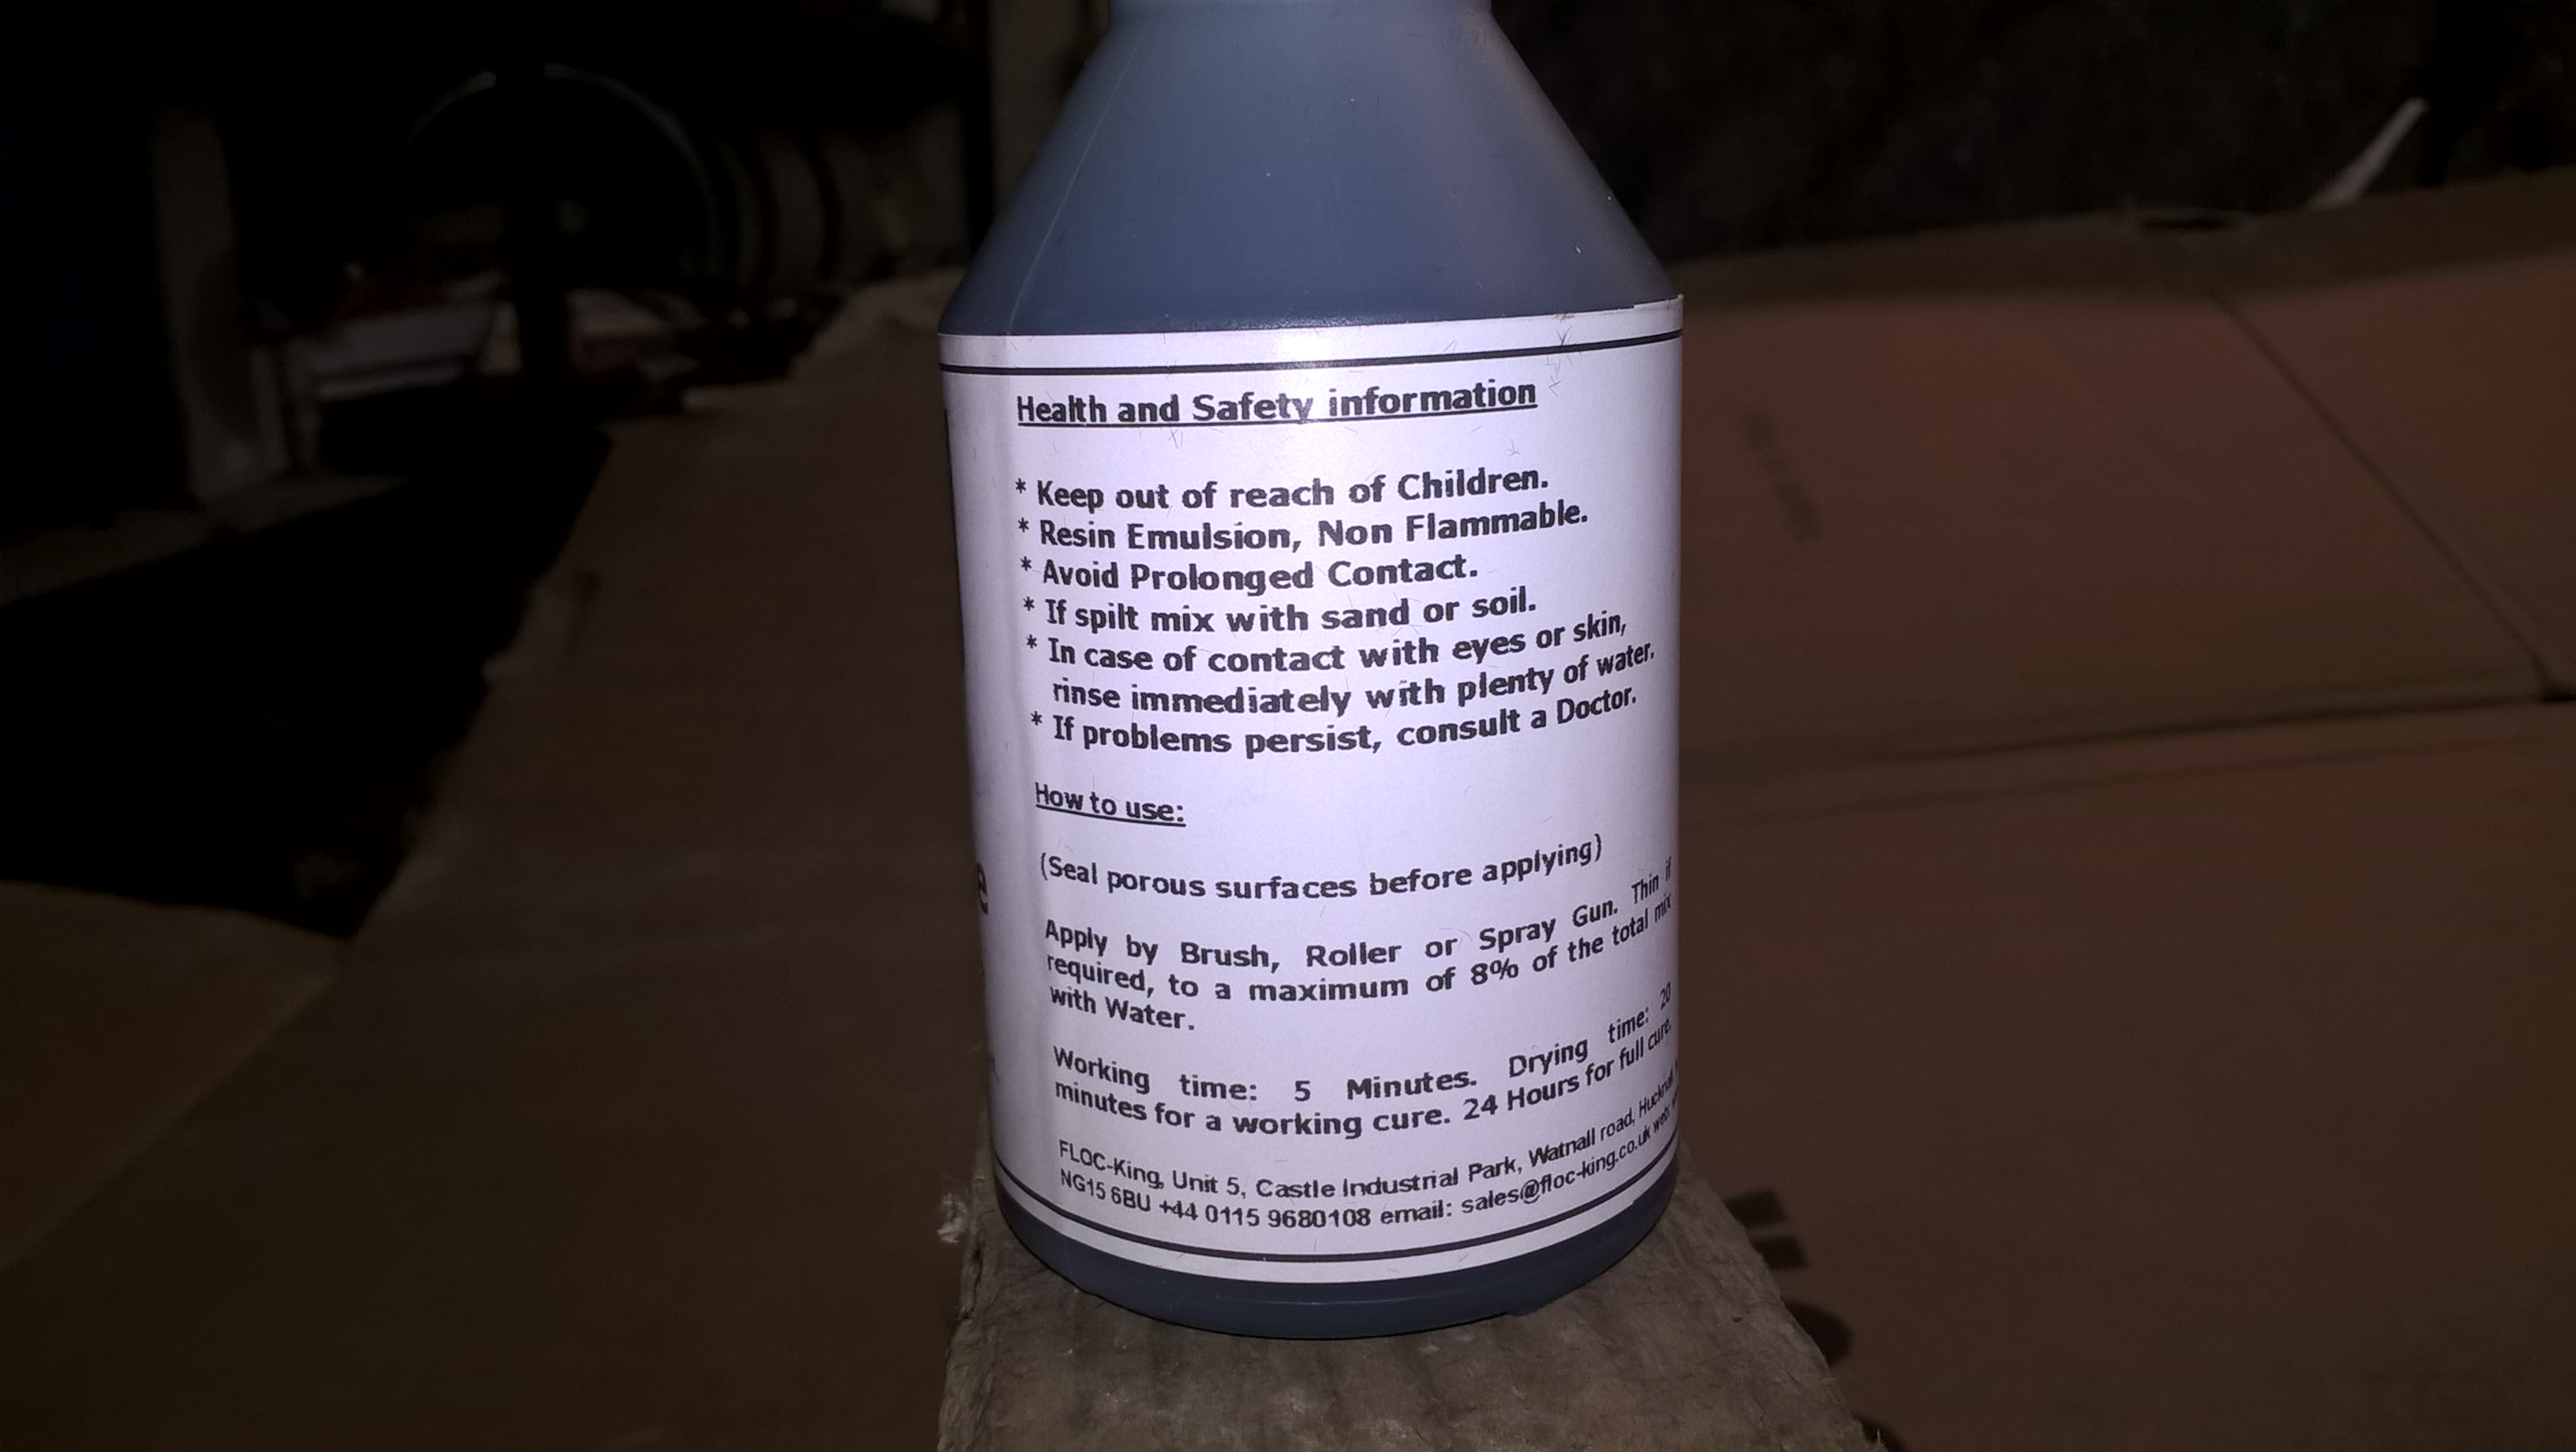 Health and Safety information
* Keep out of reach of Children.
* Resin Emulsion, Non Flammable.
* Avoid Prolonged Contact.
* If spilt mix with sand or soil.
* In case of contact with eyes or skin,
rinse immediately with plenty of water.
* If problems persist, consult a Doctor.
How to use:
(Seal porous surfaces before applying)
Apply by Brush, Roller or Spray Gun. Thin if
required, to a maximum of 8% of the total mix
with Water.
Working time: 5 Minutes. Drying time: 20
minutes for a working cure. 24 Hours for full cure.
FLOC-King, Unit 5, Castle Industrial Park, Watnall road,
NG15 6BU +44 0115 9680108 email: sales@floc-king.co.uk web: